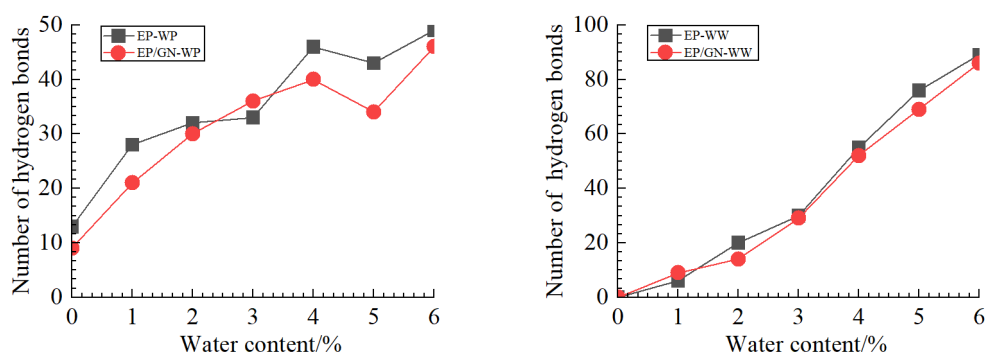 Number of hydrogen bonds
50
40
30
20
10
0
EP-WP
EP/GN-WP
0 1 2 3 4 5 6
Water content/%
Number of hydrogen bonds
100
80
60
40
20
0
EP-WW
EP/GN-WW
0 1 2 3 4 5 6
Water content/%